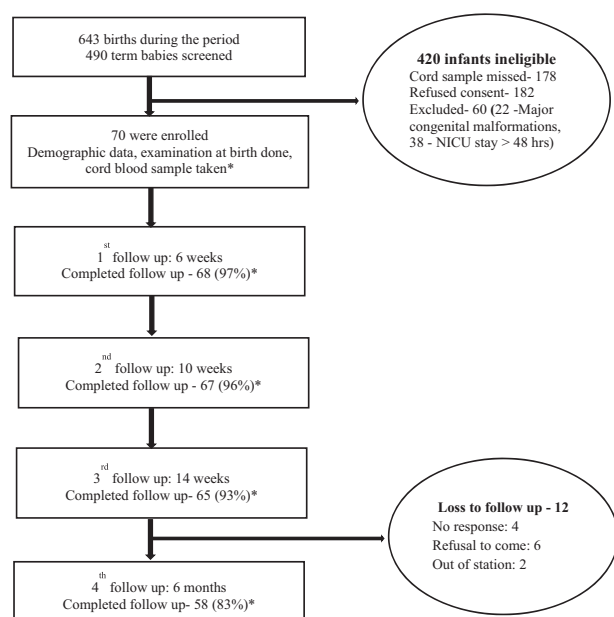 643 births during the period
490 term babies screened
420 infants ineligible
Cord sample missed- 178
Refused consent- 182
Excluded- 60 (22 -Major
congenital malformations,
38 - NICU stay > 48 hrs)
70 were enrolled
Demographic data, examination at birth done,
cord blood sample taken*
1st follow up: 6 weeks
Completed follow up - 68 (97%)*
2nd follow up: 10 weeks
Completed follow up - 67 (96%)*
3rd follow up: 14 weeks
Completed follow up- 65 (93%)*
Loss to follow up - 12
No response: 4
Refusal to come: 6
Out of station: 2
4th follow up: 6 months
Completed follow up- 58 (83%)*